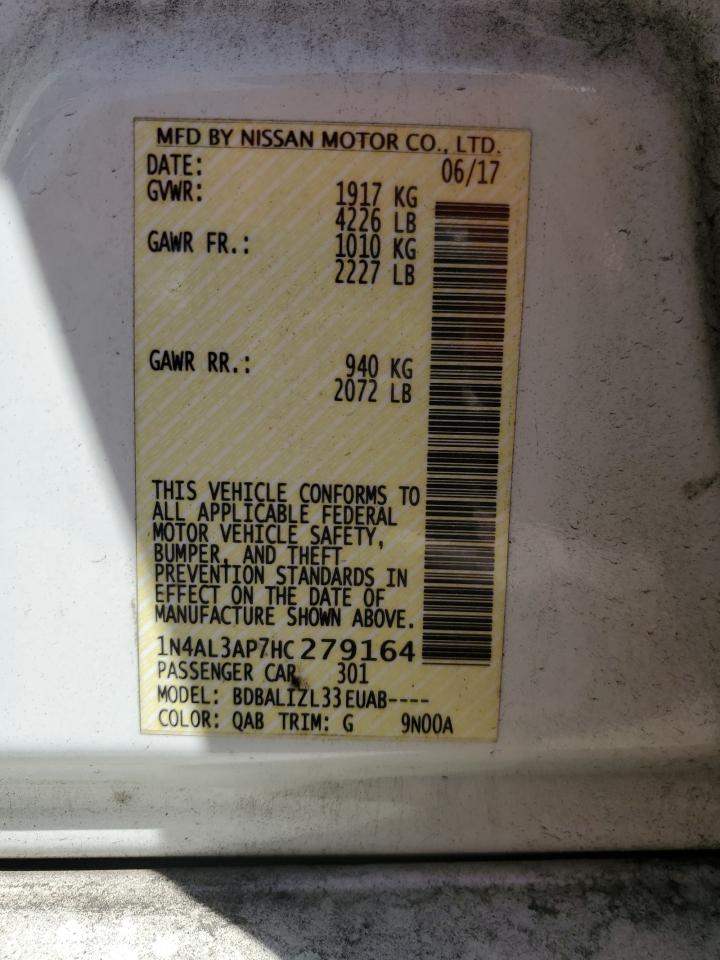 MFD BY NISSAN MOTOR CO., LTD.
DATE: 06/17
GVWR: 1917 KG
4226 LB
GAWR FR.: 1010 KG
2227 LB
GAWR RR.: 940 KG
2072 LB
THIS VEHICLE CONFORMS TO
ALL APPLICABLE FEDERAL
MOTOR VEHICLE SAFETY,
BUMPER, AND THEFT
PREVENTION STANDARDS IN
EFFECT ON THE DATE OF
MANUFACTURE SHOWN ABOVE.
1N4AL3AP7HC279164
PASSENGER CAR 301
MODEL: BDBALIZL33EUAB----
COLOR: QAB TRIM: G 9N00A